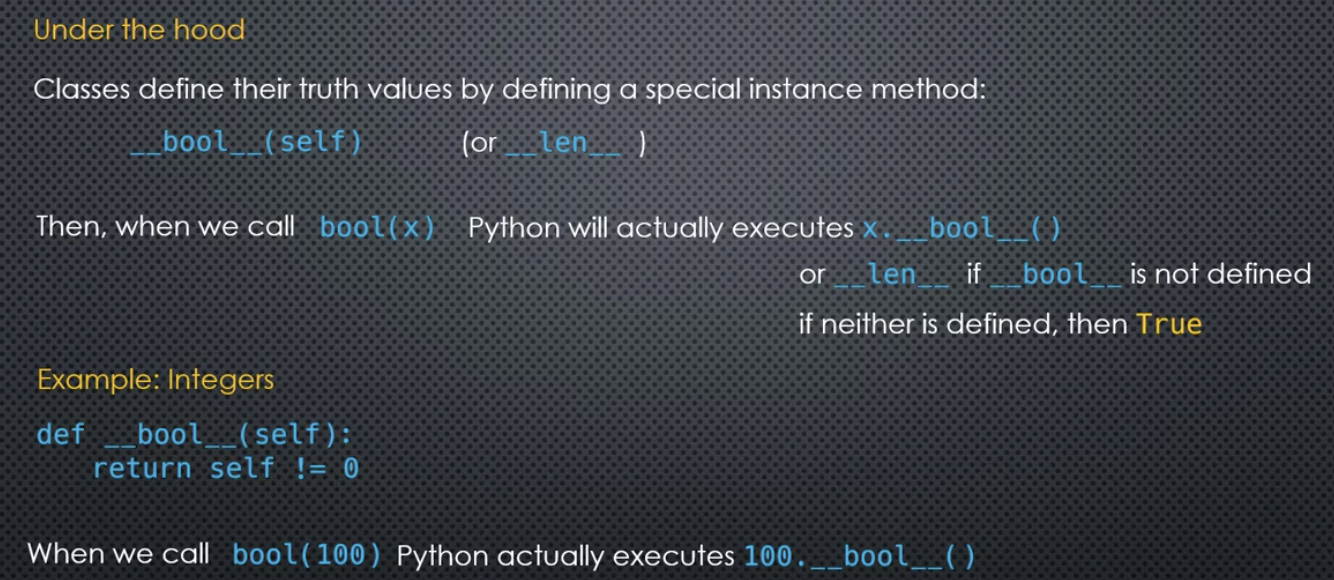 Under the hood
Classes define their truth values by defining a special instance method:
__bool__(self) (or __len__ )
Then, when we call bool(x) Python will actually executes x.__bool__()
or __len__ if __bool__ is not defined
if neither is defined, then True
Example: Integers
def __bool__(self):
return self != 0
When we call bool(100) Python actually executes 100.__bool__()